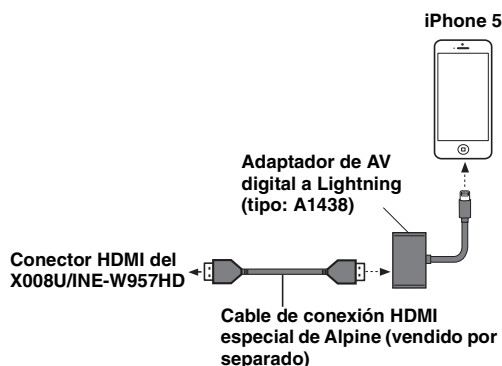 iPhone 5
Adaptador de AV
digital a Lightning
(tipo: A1438)
Conector HDMI del
X008U/INE-W957HD
Cable de conexión HDMI
especial de Alpine (vendido por
separado)